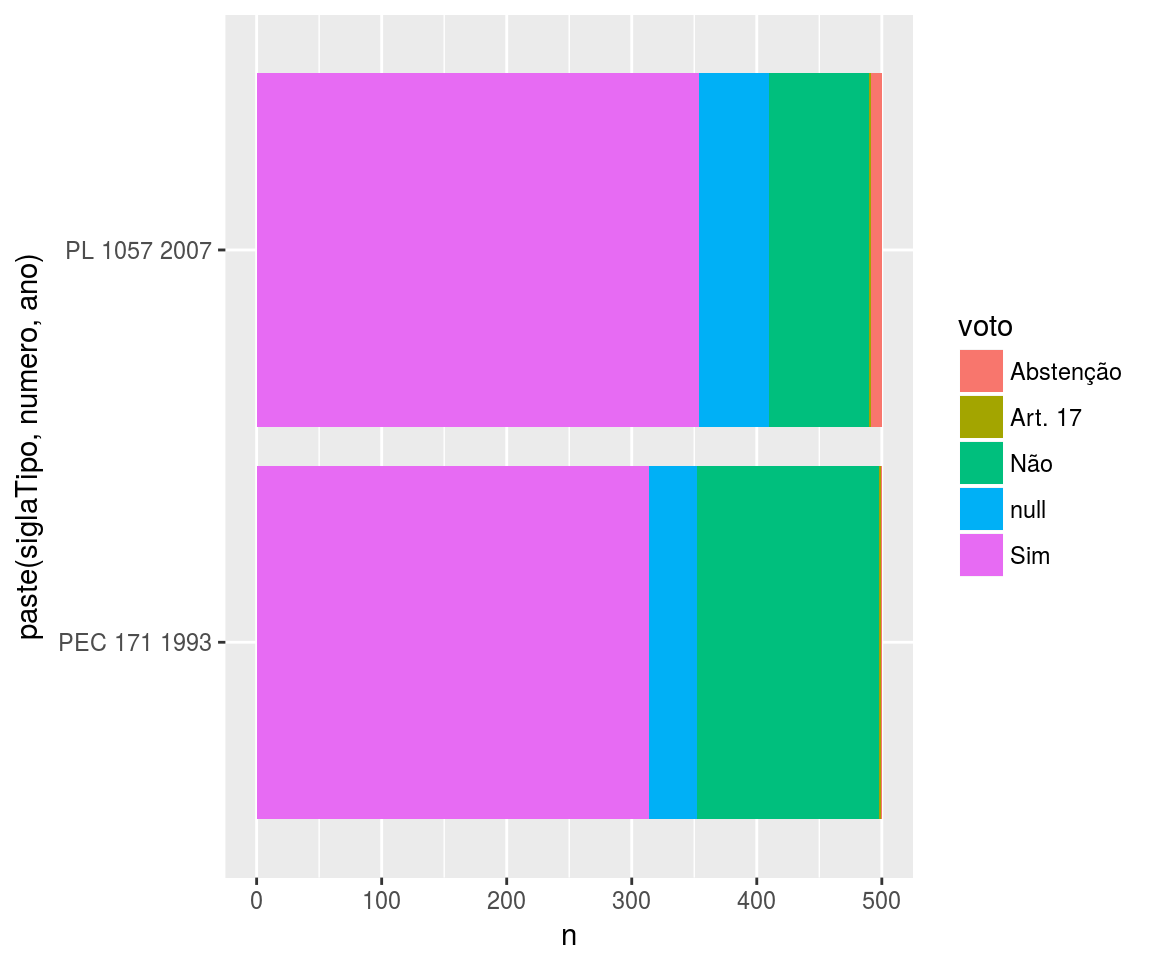 paste(siglaTipo, numero, ano)
PL 1057 2007
PEC 171 1993
0 100 200 300 400 500
n
voto
Abstenção
Art. 17
Não
null
Sim